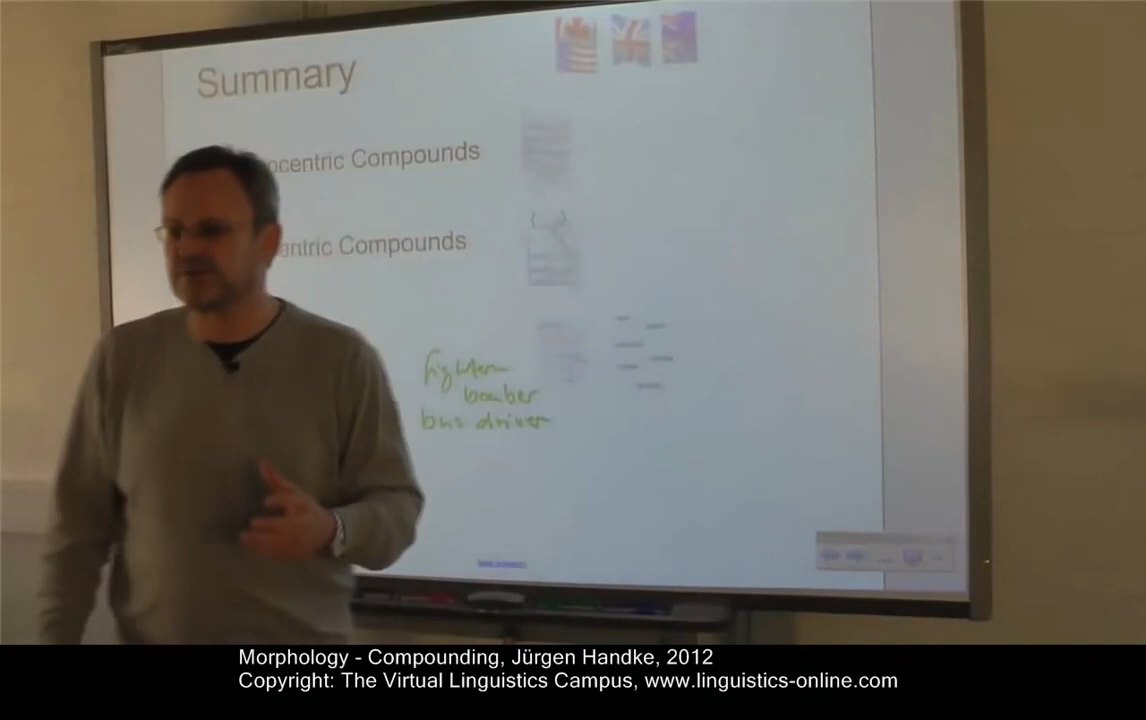 Summary
ocentric Compounds
entric Compounds
fighter
bomber
bus driver
Morphology - Compounding, Jürgen Handke, 2012
Copyright: The Virtual Linguistics Campus, www.linguistics-online.com